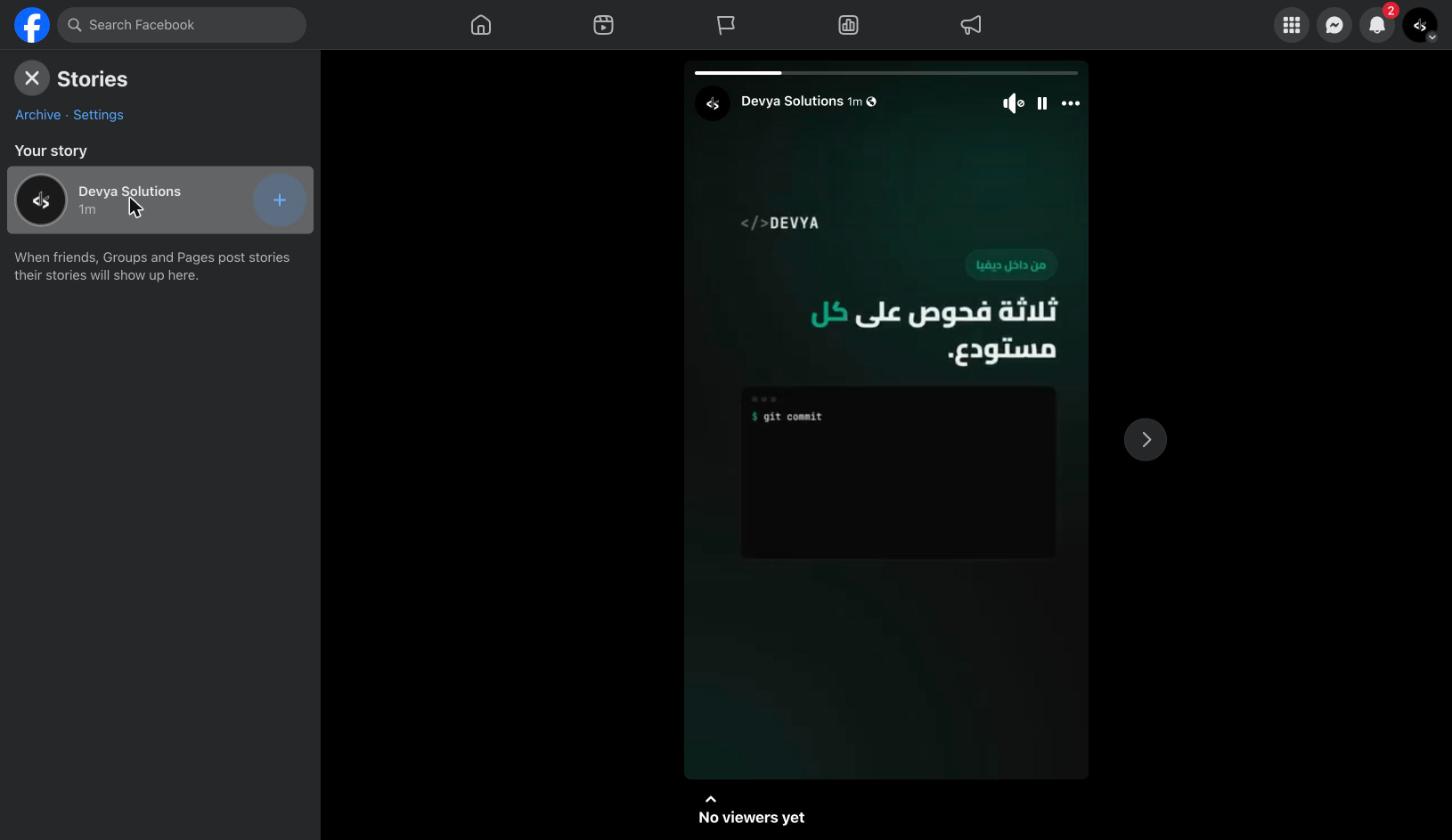 Search Facebook
2
Stories
Archive · Settings
Your story
Devya Solutions
1m
When friends, Groups and Pages post stories
their stories will show up here.
Devya Solutions 1m
</>DEVYA
من داخل ديفيا
ثلاثة فحوص على كل
مستودع.
$ git commit
No viewers yet